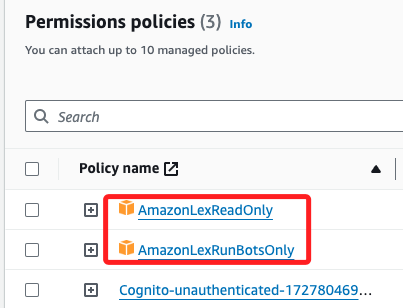 Permissions policies (3) Info
You can attach up to 10 managed policies.
Search
Policy name
AmazonLexReadOnly
AmazonLexRunBotsOnly
Cognito-unauthenticated-172780469...